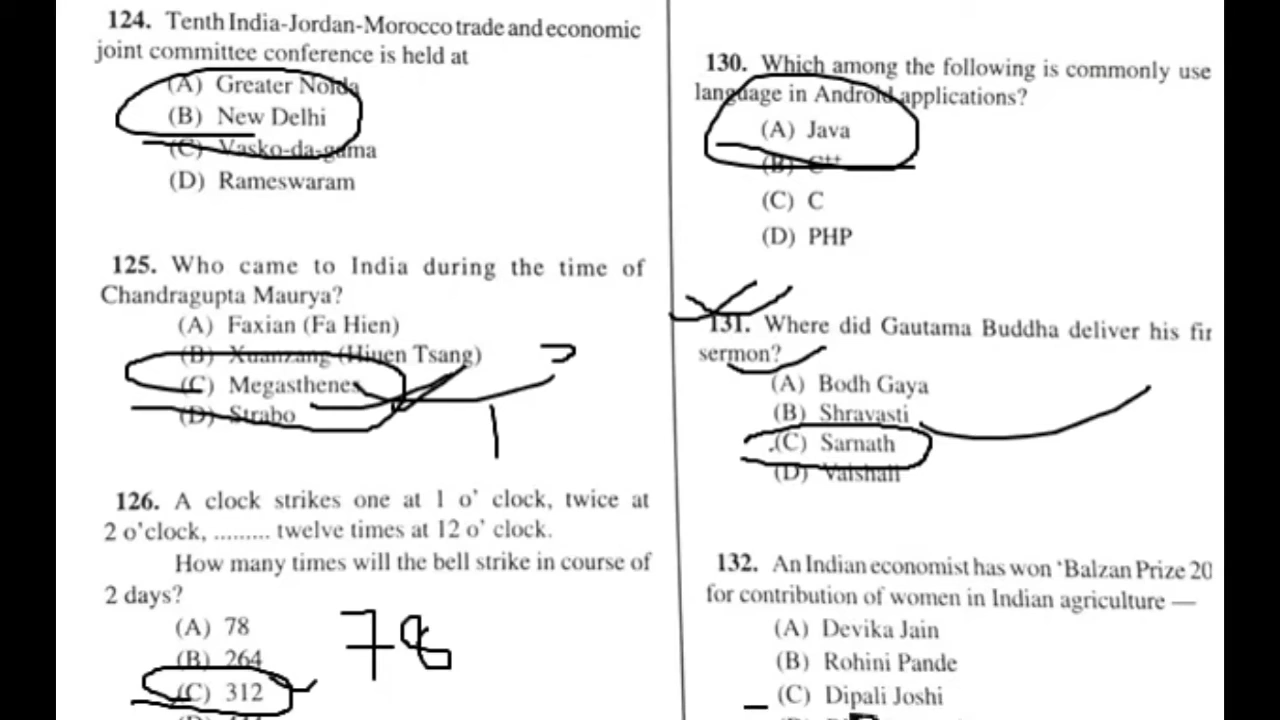 124. Tenth India-Jordan-Morocco trade and economic
joint committee conference is held at
(A) Greater Noida
(B) New Delhi
(C) Vasko-da-gama
(D) Rameswaram
125. Who came to India during the time of
Chandragupta Maurya?
(A) Faxian (Fa Hien)
(B) Xuanzang (Hiuen Tsang)
(C) Megasthenes
(D) Strabo
126. A clock strikes one at 1 o' clock, twice at
2 o'clock, ......... twelve times at 12 o' clock.
How many times will the bell strike in course of
2 days?
(A) 78
(B) 264
(C) 312
78
130. Which among the following is commonly use
language in Android applications?
(A) Java
(B) C++
(C) C
(D) PHP
131. Where did Gautama Buddha deliver his fir
sermon?
(A) Bodh Gaya
(B) Shravasti
(C) Sarnath
(D) Vaishali
132. An Indian economist has won 'Balzan Prize 20
for contribution of women in Indian agriculture —
(A) Devika Jain
(B) Rohini Pande
(C) Dipali Joshi